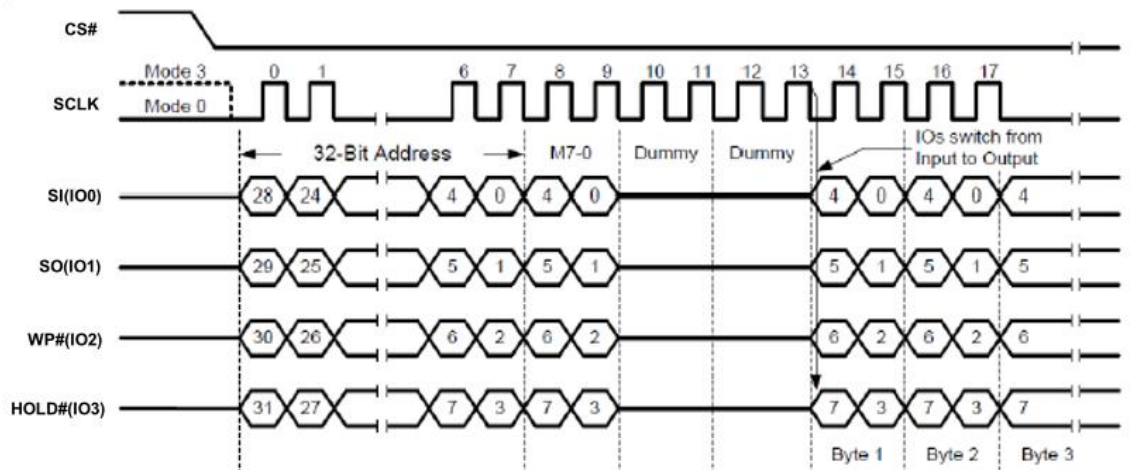 CS#
Mode 3 0 1 6 7 8 9 10 11 12 13 14 15 16 17
SCLK Mode 0
IOs switch from
32-Bit Address M7-0 Dummy Dummy Input to Output
SI(IO0) 28 24 4 0 4 0 4 0 4 0 4
SO(IO1) 29 25 5 1 5 1 5 1 5 1 5
WP#(IO2) 30 26 6 2 6 2 6 2 6 2 6
HOLD#(IO3) 31 27 7 3 7 3 7 3 7 3 7
Byte 1 Byte 2 Byte 3